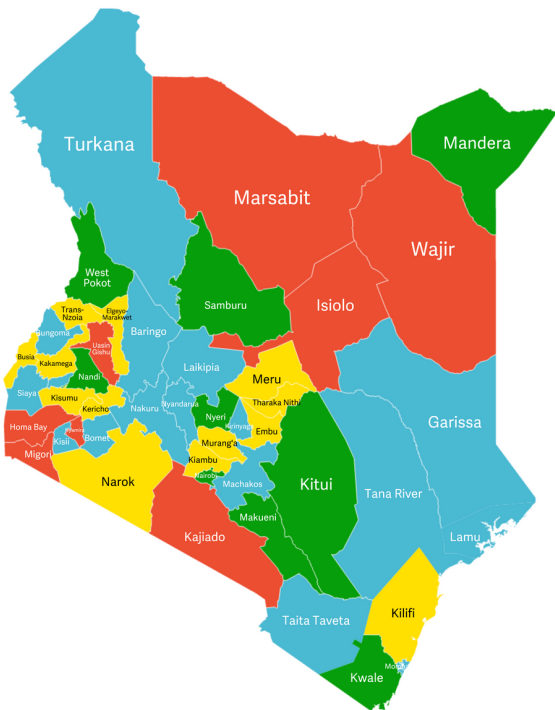 Turkana
Mandera
Marsabit
Wajir
West
Pokot
Samburu
Isiolo
Trans-
Nzoia
Elgeyo-
Marakwet
Bungoma
Baringo
Uasin
Gishu
Busia
Kakamega
Laikipia
Nandi
Meru
Siaya
Kisumu
Kericho
Nakuru
Nyandarua
Tharaka Nithi
Nyeri
Kirinyaga
Embu
Garissa
Homa Bay
Kisii
Bomet
Murang'a
Migori
Kiambu
Narok
Nairobi
Machakos
Kitui
Tana River
Makueni
Kajiado
Lamu
Taita Taveta
Kilifi
Kwale